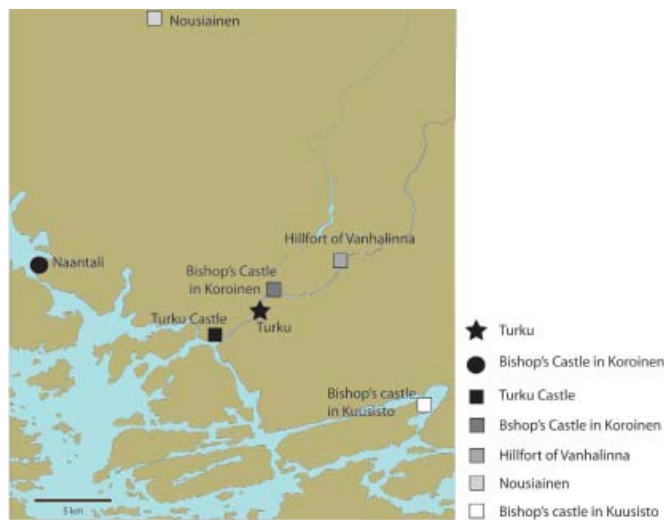 Nousiainen
Hillfort of Vanhalinna
Naantali
Bishop's Castle
in Koroinen
Turku Castle
Turku
Bishop's castle
in Kuusisto
5 km
Turku
Bishop's Castle in Koroinen
Turku Castle
Bshop's Castle in Koroinen
Hillfort of Vanhalinna
Nousiainen
Bishop's castle in Kuusisto